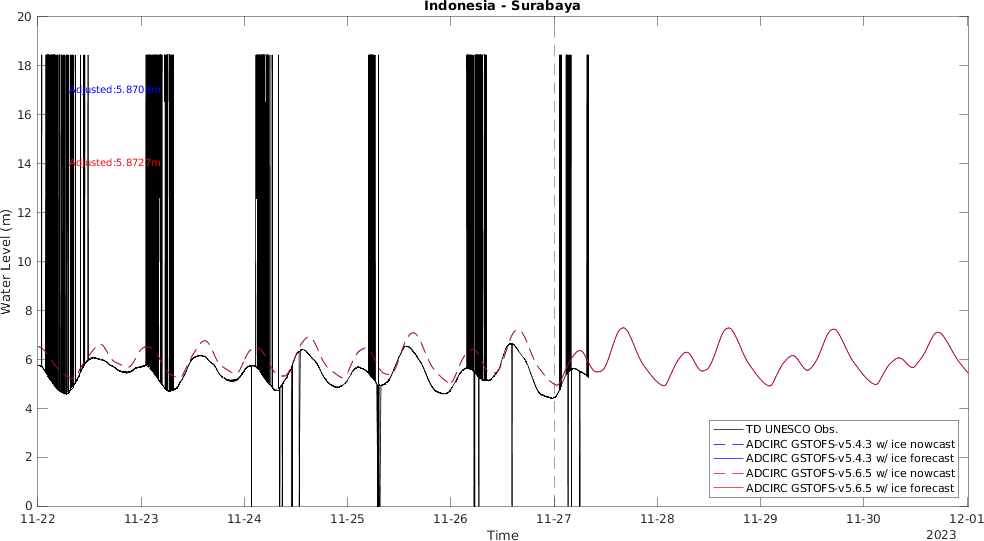 Indonesia - Surabaya
20
18
16
14
12
10
8
6
4
2
0
Water Level (m)
Adjusted:5.8727m
TD UNESCO Obs.
ADCIRC GSTOFS-v5.4.3 w/ ice nowcast
ADCIRC GSTOFS-v5.4.3 w/ ice forecast
ADCIRC GSTOFS-v5.6.5 w/ ice nowcast
ADCIRC GSTOFS-v5.6.5 w/ ice forecast
11-22 11-23 11-24 11-25 11-26 11-27 11-28 11-29 11-30 12-01
Time
2023